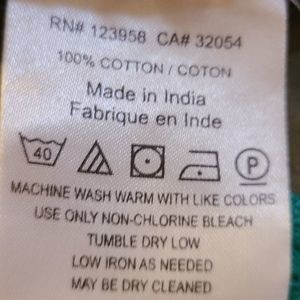 RN# 123958 CA# 32054
100% COTTON / COTON
Made in India
Fabrique en Inde
40 P
MACHINE WASH WARM WITH LIKE COLORS
USE ONLY NON-CHLORINE BLEACH
TUMBLE DRY LOW
LOW IRON AS NEEDED
MAY BE DRY CLEANED